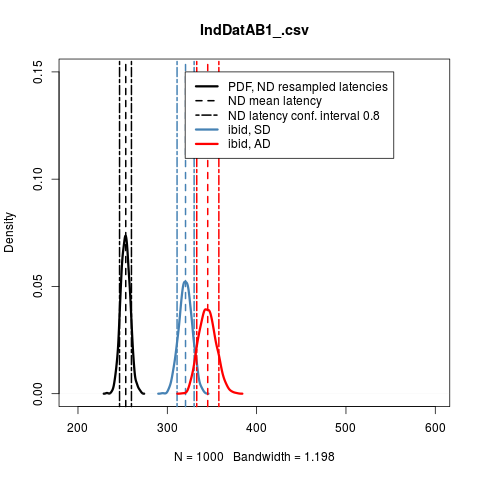 IndDatAB1_.csv
PDF, ND resampled latencies
ND mean latency
ND latency conf. interval 0.8
ibid, SD
ibid, AD
Density
0.15
0.10
0.05
0.00
200 300 400 500 600
N = 1000 Bandwidth = 1.198